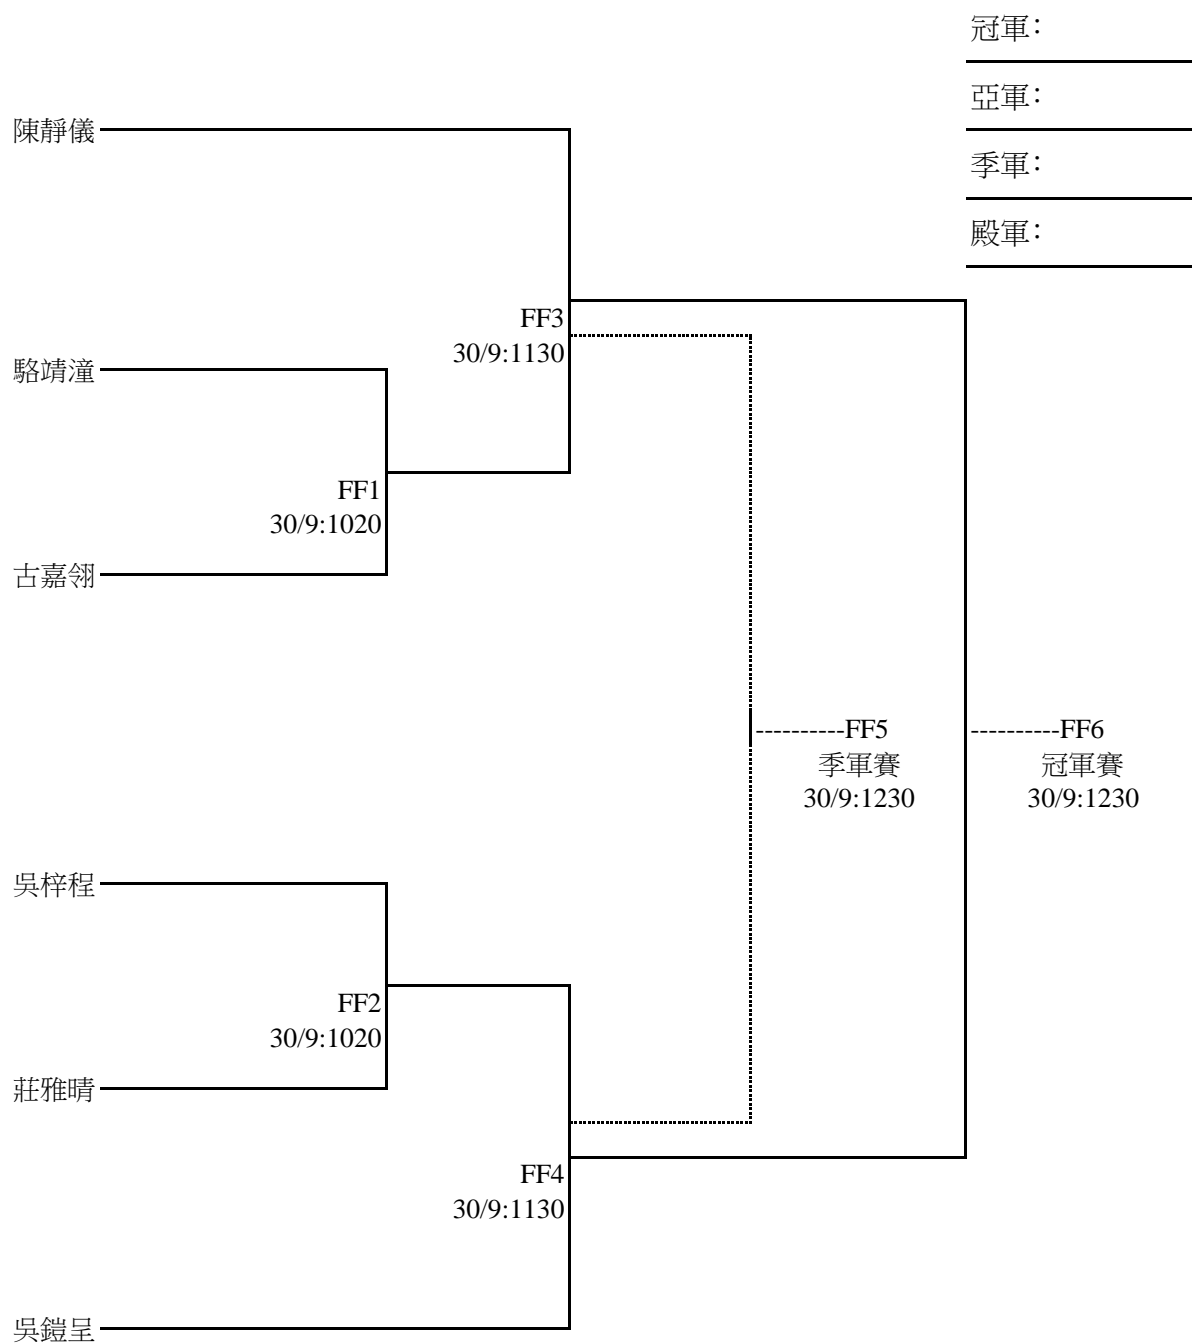 冠軍：
亞軍：
陳靜儀
季軍：
殿軍：
FF3
30/9:1130
駱靖潼
FF1
30/9:1020
古嘉翎
----------FF5
季軍賽
30/9:1230
----------FF6
冠軍賽
30/9:1230
吳梓程
FF2
30/9:1020
莊雅晴
FF4
30/9:1130
吳鎧呈